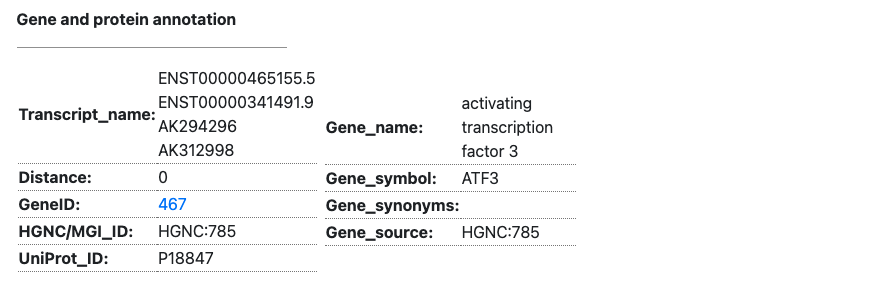 Gene and protein annotation
Transcript_name:
ENST00000465155.5
ENST00000341491.9
AK294296
AK312998
Distance: 0
GeneID: 467
HGNC/MGI_ID: HGNC:785
UniProt_ID: P18847
Gene_name:
activating
transcription
factor 3
Gene_symbol: ATF3
Gene_synonyms:
Gene_source: HGNC:785